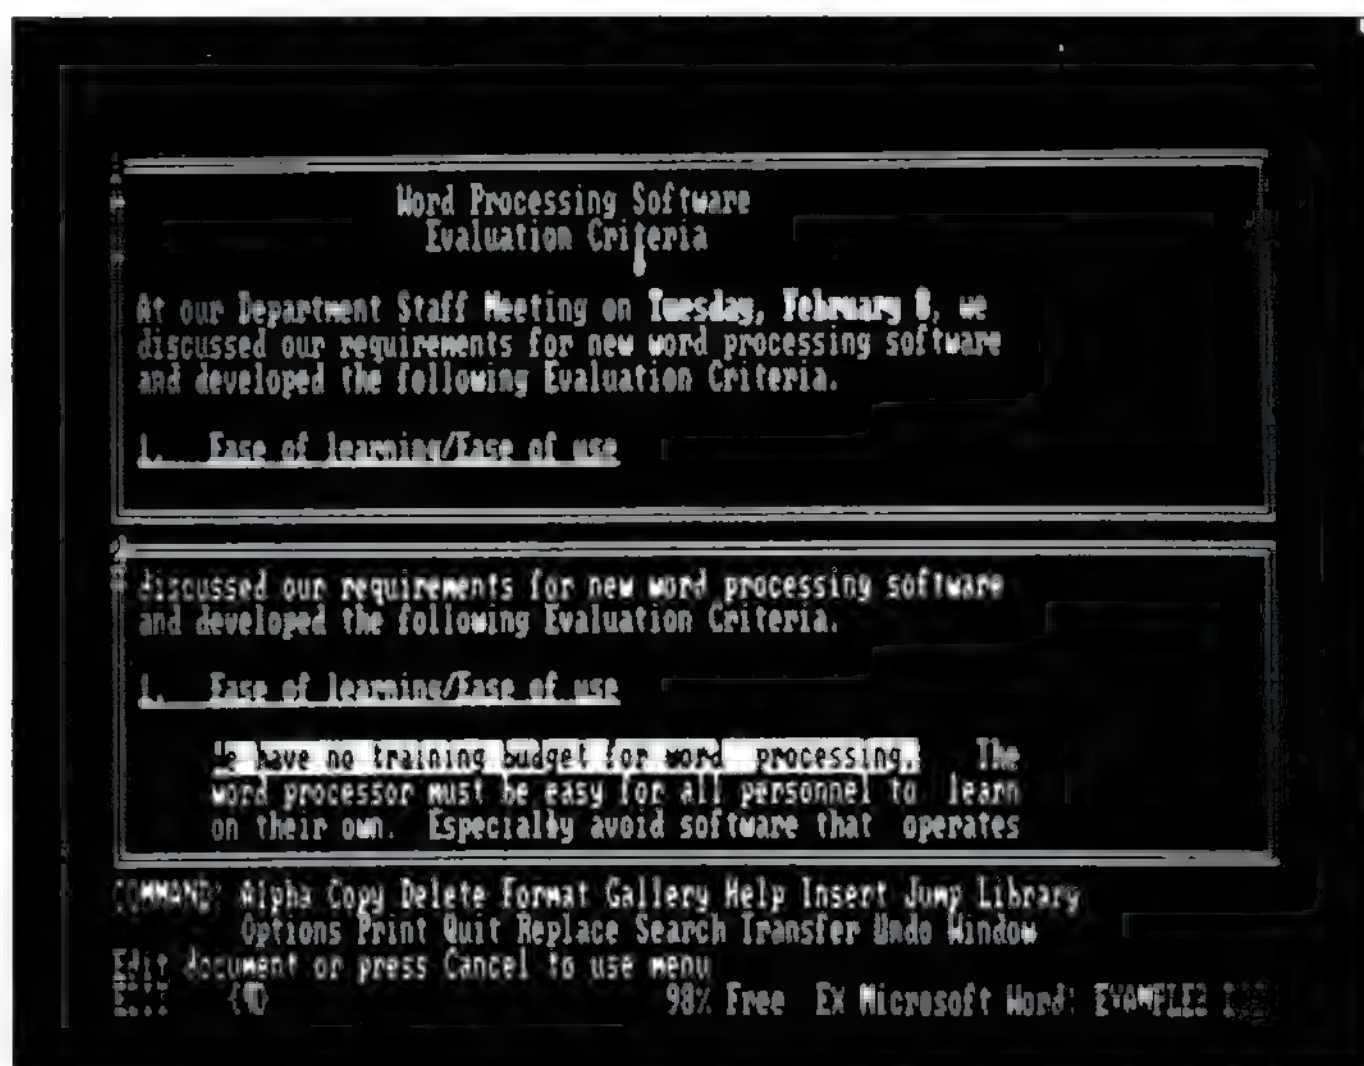 Word Processing Software
Evaluation Criteria
At our Department Staff Meeting on Tuesday, February 8, we
discussed our requirements for new word processing software
and developed the following Evaluation Criteria.
1. Ease of learning/Ease of use
discussed our requirements for new word processing software
and developed the following Evaluation Criteria.
1. Ease of learning/Ease of use
We have no training budget for word processing. The
word processor must be easy for all personnel to learn
on their own. Especially avoid software that operates
COMMAND: Alpha Copy Delete Format Gallery Help Insert Jump Library
Options Print Quit Replace Search Transfer Undo Window
Edit document or press Cancel to use menu
98% Free EX Microsoft Word: